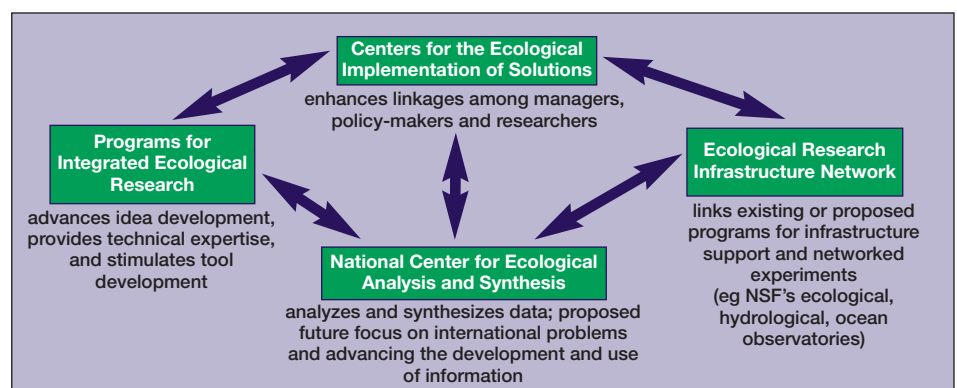 Centers for the Ecological
Implementation of Solutions
enhances linkages among managers,
policy-makers and researchers
Programs for
Integrated Ecological
Research
advances idea development,
provides technical expertise,
and stimulates tool
development
Ecological Research
Infrastructure Network
links existing or proposed
programs for infrastructure
support and networked
experiments
(eg NSF's ecological,
hydrological, ocean
observatories)
National Center for Ecological
Analysis and Synthesis
analyzes and synthesizes data; proposed
future focus on international problems
and advancing the development and use
of information